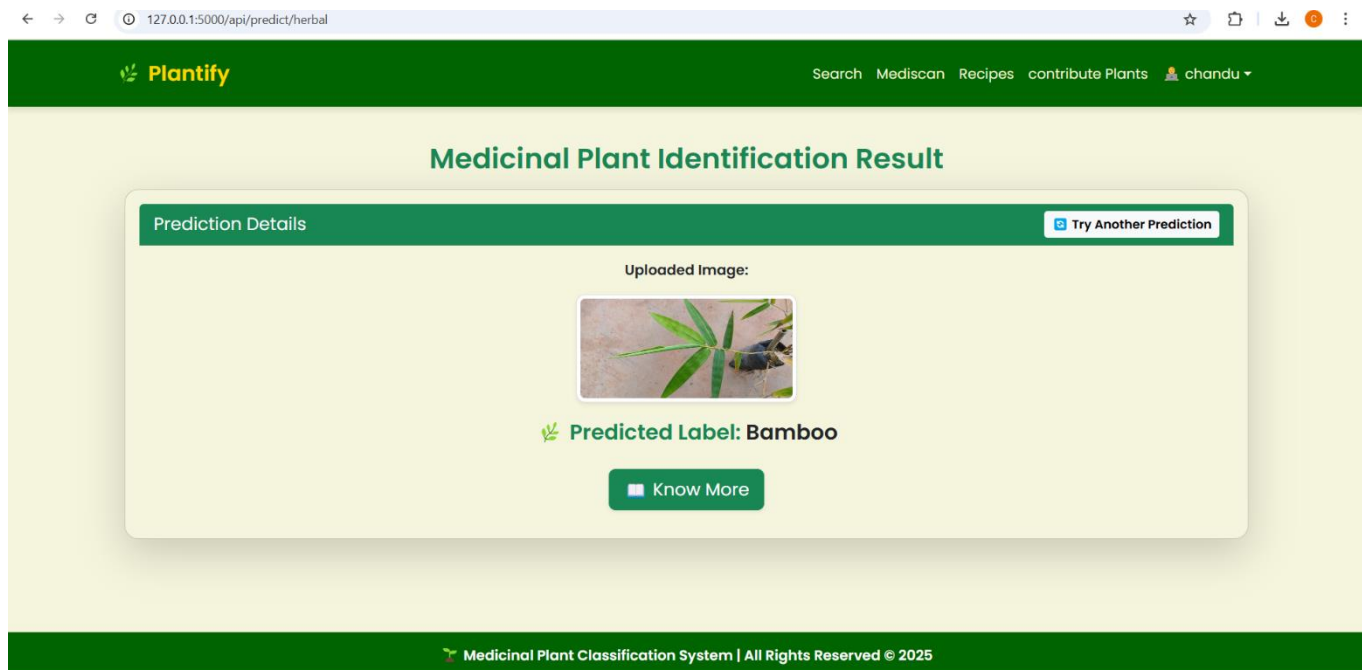 127.0.0.1:5000/api/predict/herbal
C
Plantify
Search Mediscan Recipes contribute Plants chandu
Medicinal Plant Identification Result
Prediction Details
Try Another Prediction
Uploaded Image:
Predicted Label: Bamboo
Know More
Medicinal Plant Classification System | All Rights Reserved © 2025